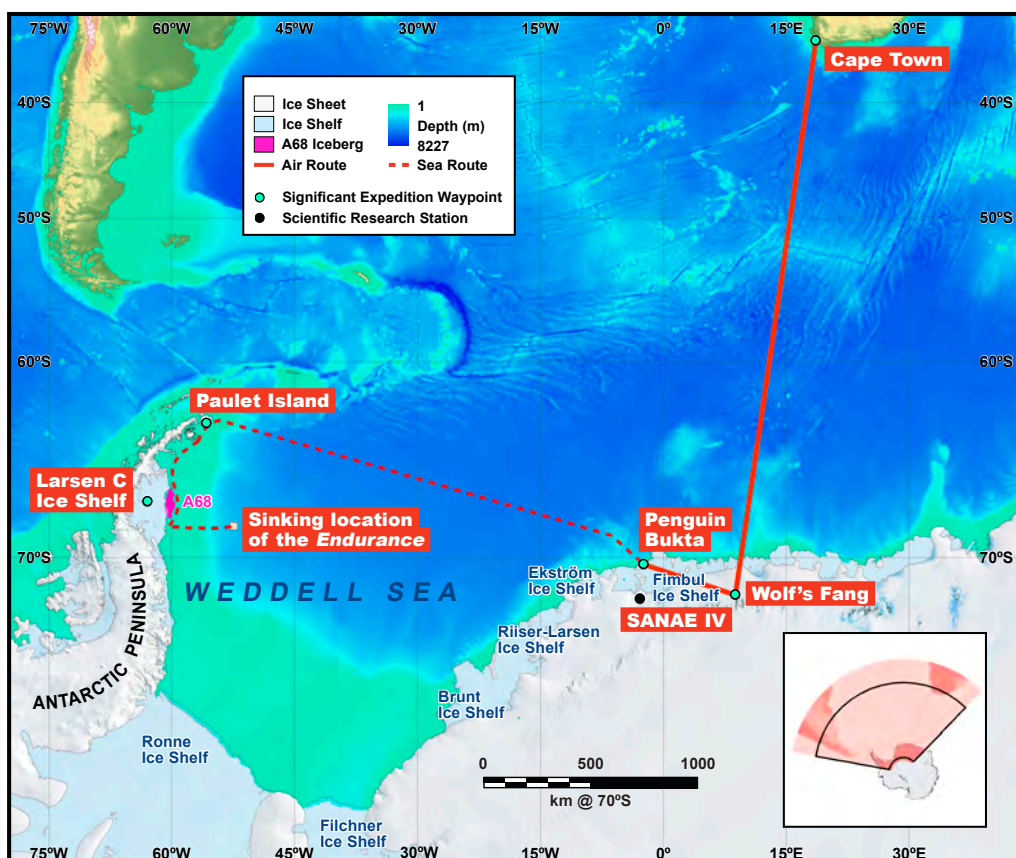 75ºW
60ºW
45ºW
30ºW
15ºW
0º
15ºE
30ºE
Cape Town
40ºS
40ºS
Ice Sheet
Ice Shelf
A68 Iceberg
1
Depth (m)
8227
Air Route
Sea Route
Significant Expedition Waypoint
Scientific Research Station
50ºS
50ºS
60ºS
60ºS
Paulet Island
Larsen C
Ice Shelf
A68
Sinking location
of the Endurance
Penguin
Bukta
70ºS
70ºS
Ekström
Ice Shelf
Fimbul
Ice Shelf
Wolf's Fang
WEDDELL SEA
SANAE IV
ANTARCTIC PENINSULA
Riiser-Larsen
Ice Shelf
Brunt
Ice Shelf
Ronne
Ice Shelf
0
500
1000
km @ 70ºS
Filchner
Ice Shelf
75ºW
60ºW
45ºW
30ºW
15ºW
0º
15ºE
30ºE